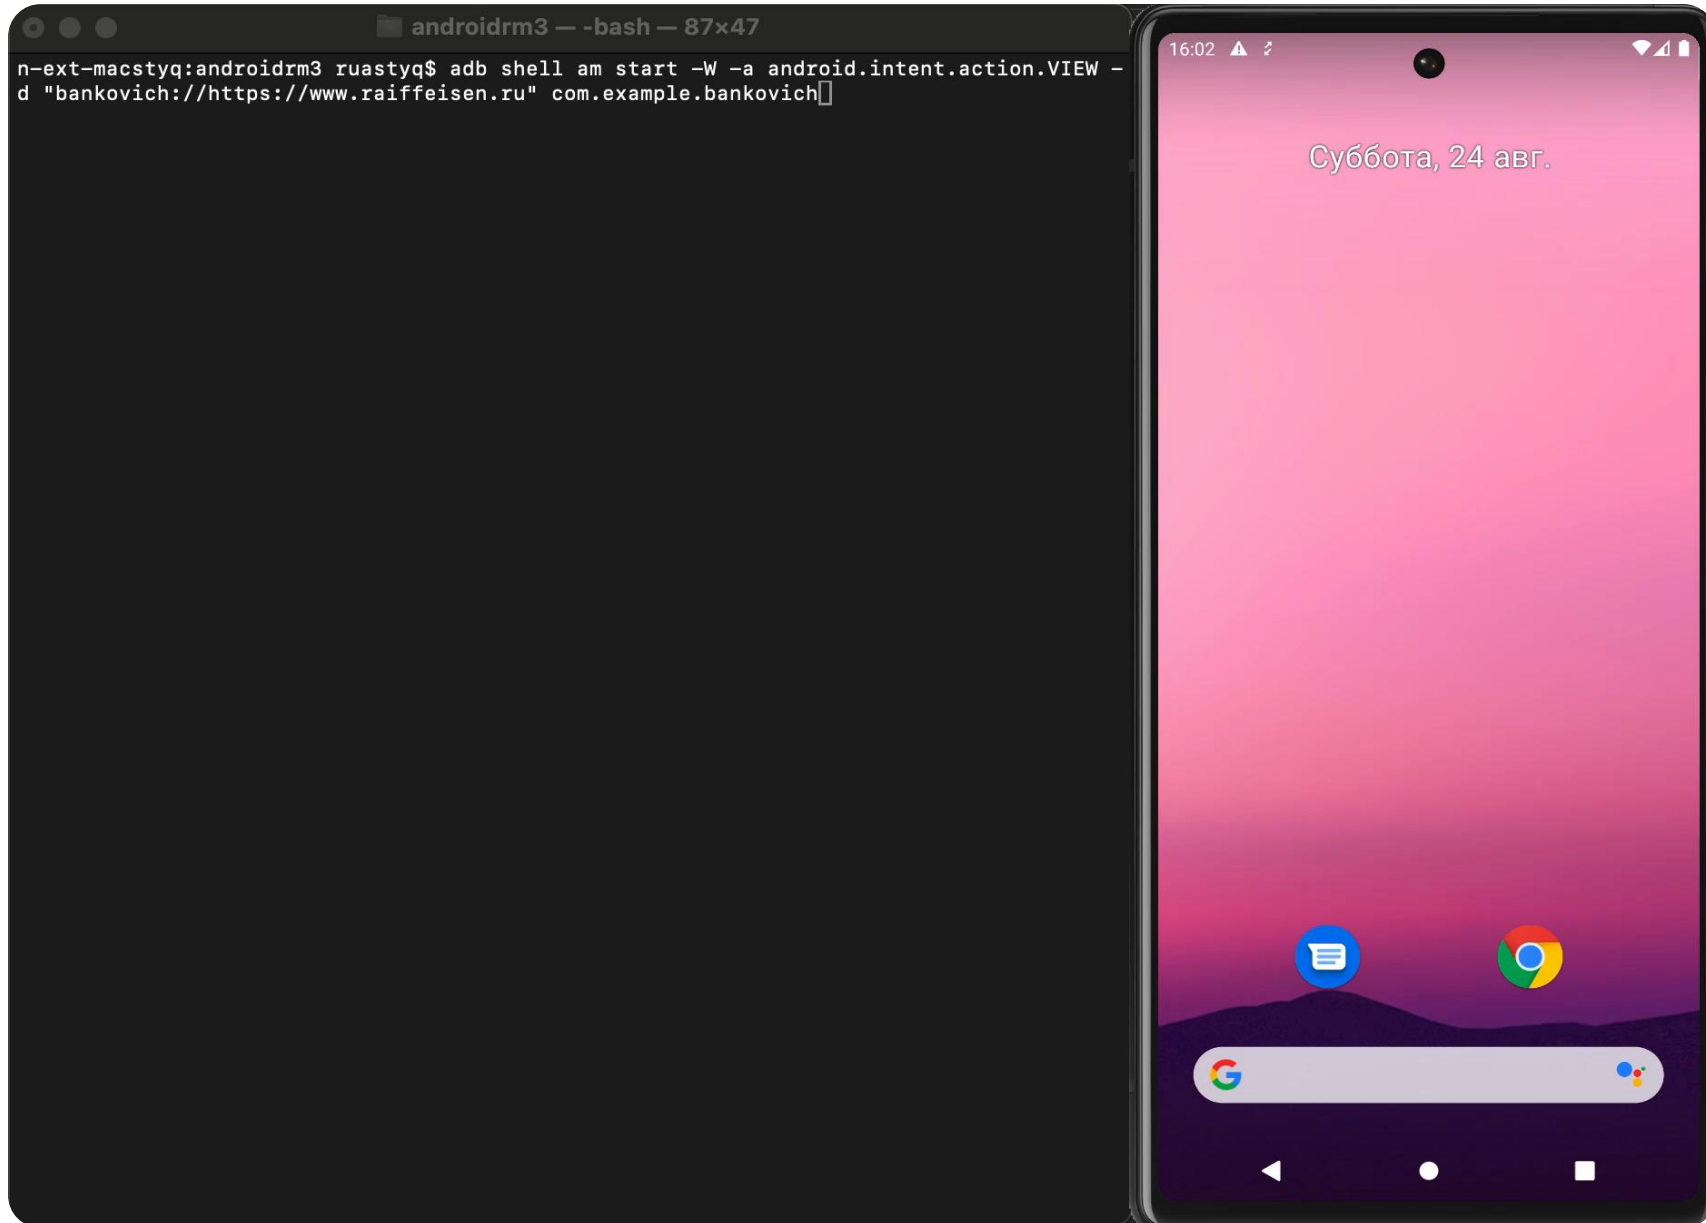 androidrm3 — -bash — 87×47
n-ext-macstyq:androidrm3 ruastyq$ adb shell am start -W -a android.intent.action.VIEW -
d "bankovich://https://www.raiffeisen.ru" com.example.bankovich
16:02
Суббота, 24 авг.